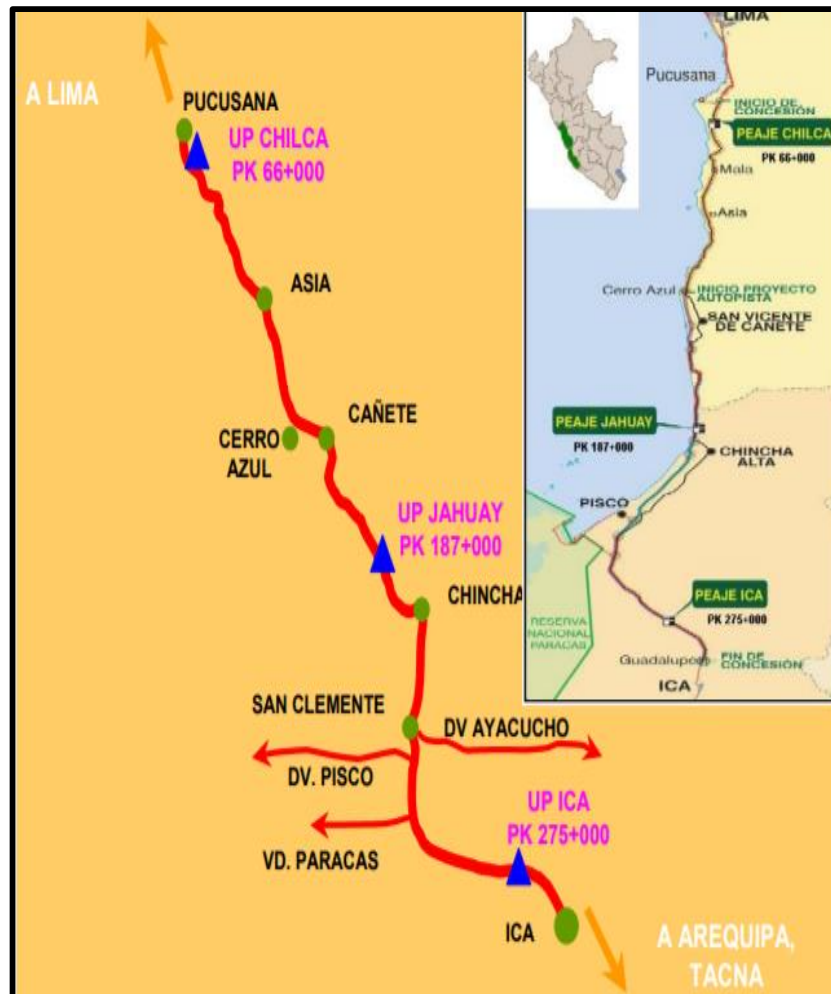 A LIMA
PUCUSANA
UP CHILCA
PK 66+000
ASIA
CAÑETE
CERRO
AZUL
UP JAHUAY
PK 187+000
CHINCHA
SAN CLEMENTE
DV AYACUCHO
DV. PISCO
UP ICA
PK 275+000
VD. PARACAS
ICA
A AREQUIPA,
TACNA
LIMA
Pucusana
INICIO DE
CONCESIÓN
PEAJE CHILCA
PK 66+000
Mala
Asia
Cerro Azul
INICIO PROYECTO
AUTOPISTA
SAN VICENTE
DE CAÑETE
PEAJE JAHUAY
PK 187+000
CHINCHA
ALTA
PISCO
PEAJE ICA
PK 275+000
RESERVA
NACIONAL
PARACAS
Guadalupe
FIN DE
CONCESIÓN
ICA